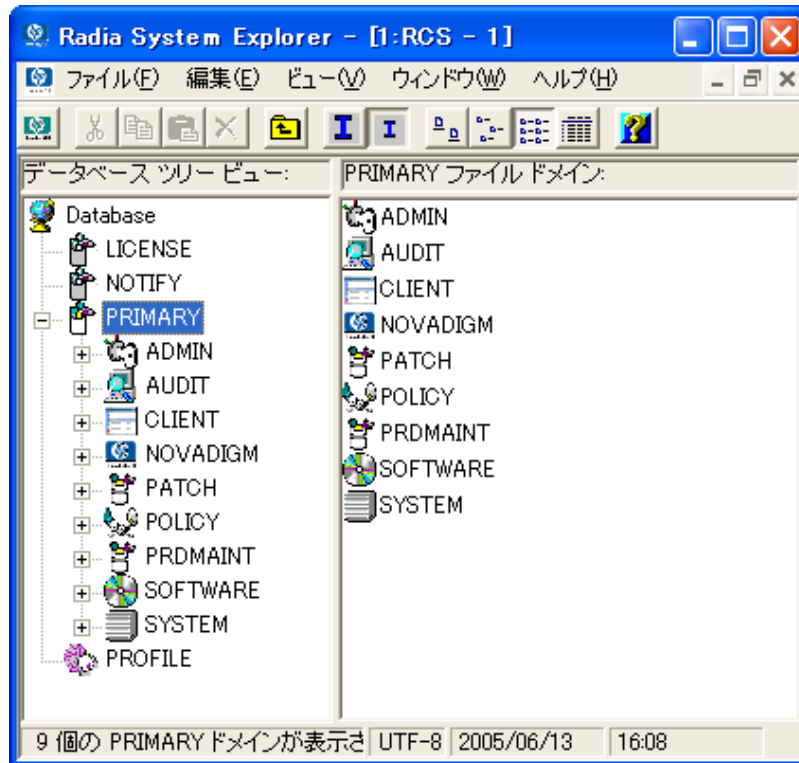 Radia System Explorer - [1:RCS - 1]
ファイル(F) 編集(E) ビュー(V) ウィンドウ(W) ヘルプ(H)
データベース ツリー ビュー:
Database
LICENSE
NOTIFY
PRIMARY
ADMIN
AUDIT
CLIENT
NOVADIGM
PATCH
POLICY
PRDMAINT
SOFTWARE
SYSTEM
PROFILE
PRIMARY ファイル ドメイン:
ADMIN
AUDIT
CLIENT
NOVADIGM
PATCH
POLICY
PRDMAINT
SOFTWARE
SYSTEM
9 個の PRIMARY ドメインが表示さ UTF-8 2005/06/13 16:08